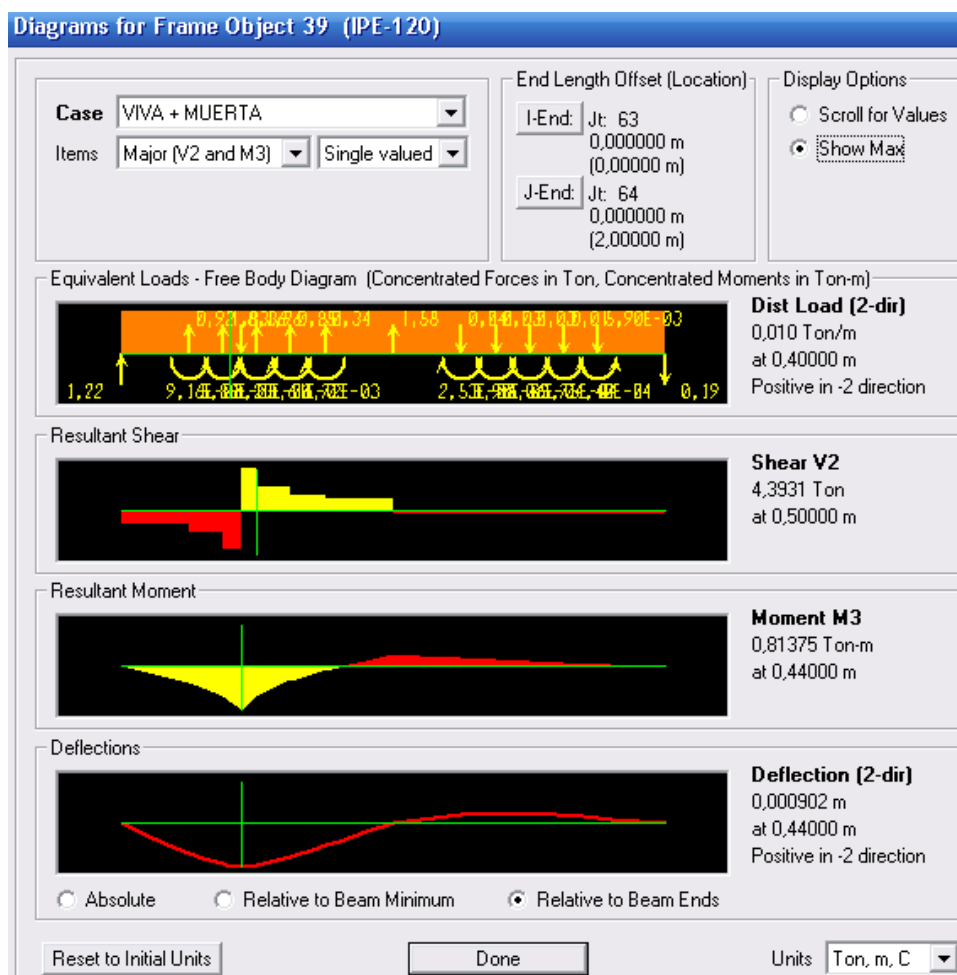 Diagrams for Frame Object 39 (IPE-120)
Case VIVA + MUERTA
Items Major (V2 and M3) Single valued
End Length Offset (Location)
I-End: Jt: 63
0,000000 m
(0,00000 m)
J-End: Jt: 64
0,000000 m
(2,00000 m)
Display Options
Scroll for Values
Show Max
Equivalent Loads - Free Body Diagram (Concentrated Forces in Ton, Concentrated Moments in Ton-m)
1,58
1,22
0,19
Dist Load (2-dir)
0,010 Ton/m
at 0,40000 m
Positive in -2 direction
Resultant Shear
Shear V2
4,3931 Ton
at 0,50000 m
Resultant Moment
Moment M3
0,81375 Ton-m
at 0,44000 m
Deflections
Deflection (2-dir)
0,000902 m
at 0,44000 m
Positive in -2 direction
Absolute Relative to Beam Minimum Relative to Beam Ends
Reset to Initial Units Done Units Ton, m, C